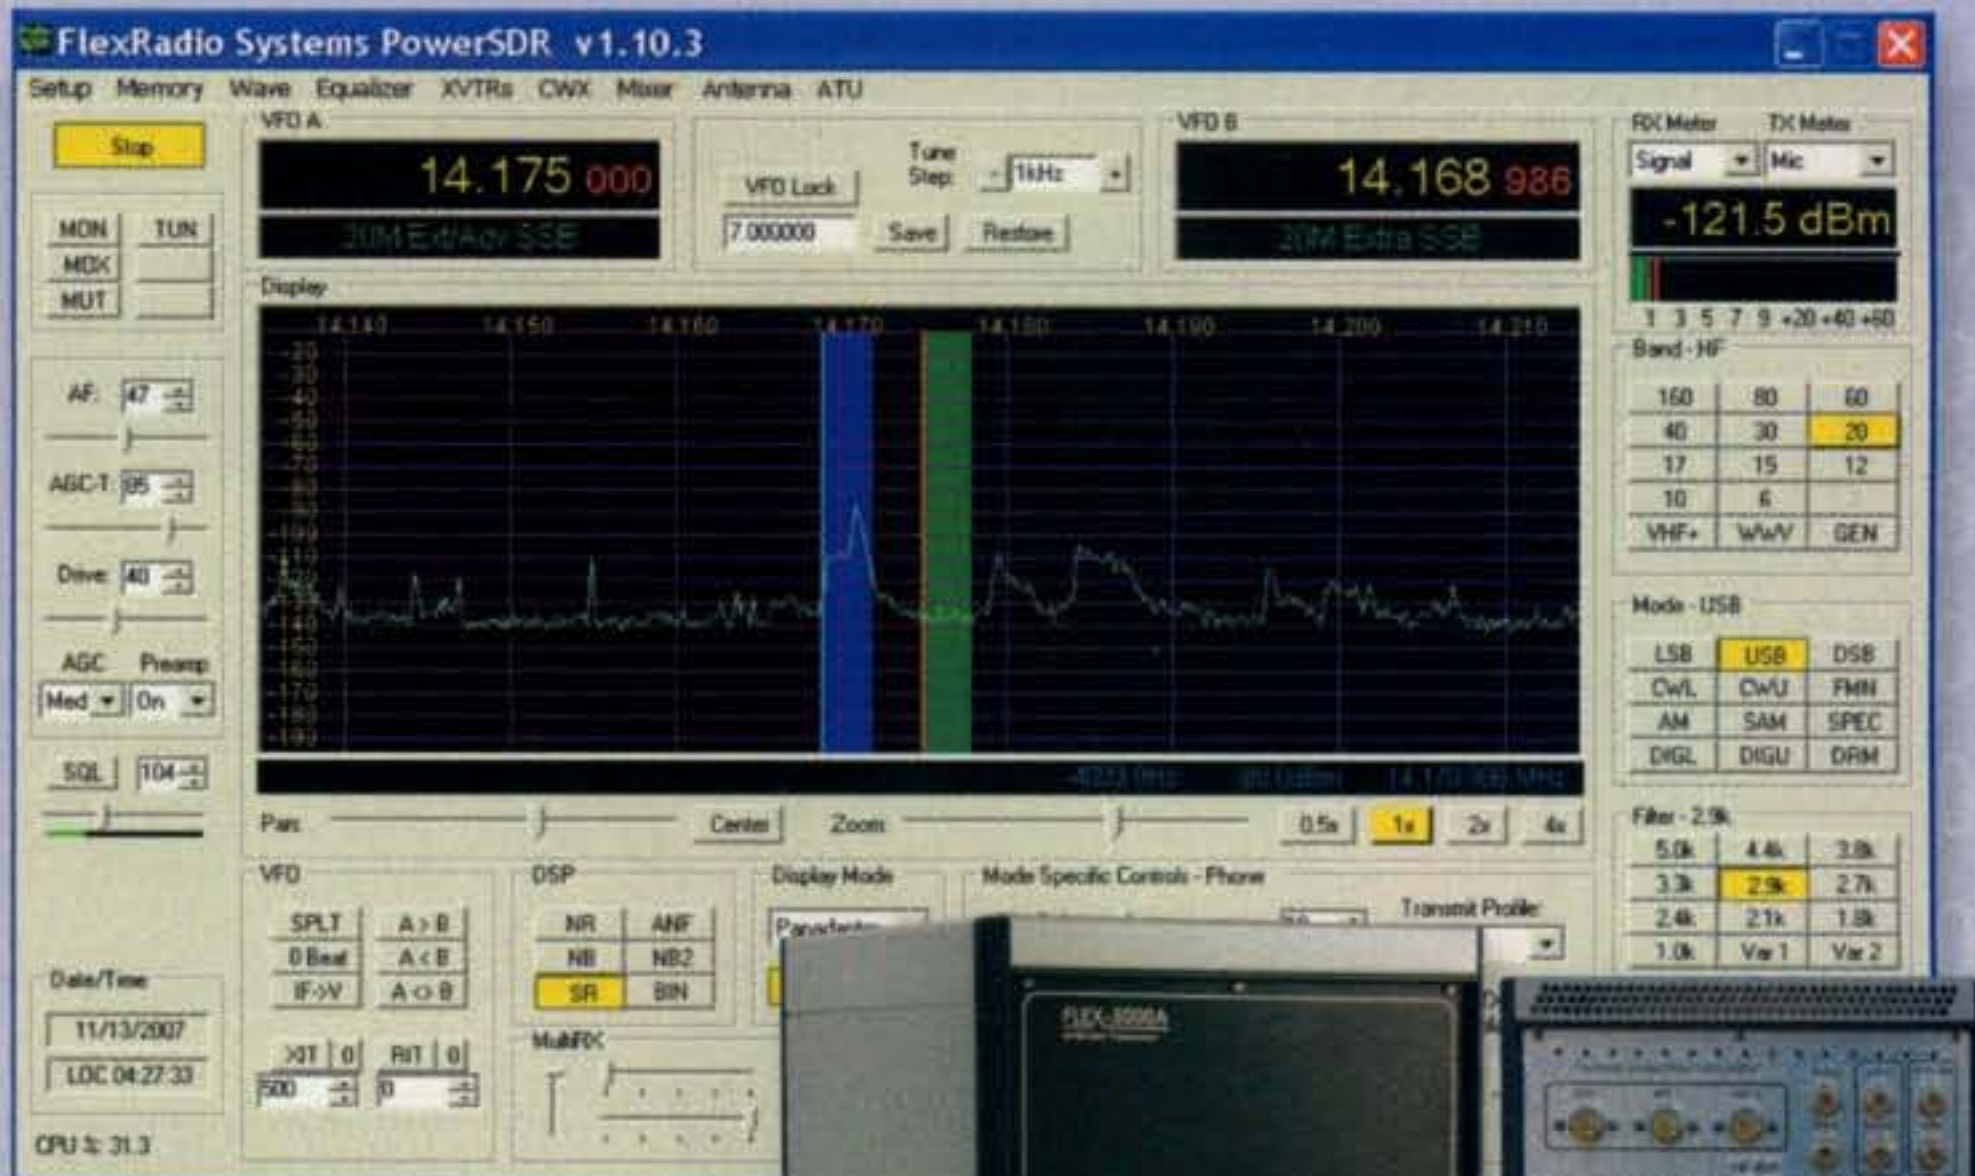 FlexRadio Systems PowerSDR v1.10.3
Setup Memory Wave Equalizer XVTRs CWX Mixer Antenna ATU
Stop
MON TUN
MOX
MUT
AF: 47
AGC-T: 85
Drive: 40
AGC Preamp
Med On
SQL 104
Date/Time
11/13/2007
LOC 04:27:33
CPU %: 31.3
VFO A
14.175 000
20M Ext/Adv SSB
VFO Lock
Tune
Step: - 1kHz +
7.000000 Save Restore
VFO B
14.168 986
20M Extra SSB
RX Meter TX Meter
Signal Mic
-121.5 dBm
1 3 5 7 9 +20 +40 +60
Display
14.140 14.150 14.160 14.170 14.180 14.190 14.200 14.210
Pan: Center Zoom: 0.5x 1x 2x 4x
Band - HF
160 80 60
40 30 20
17 15 12
10 6
VHF+ WWV GEN
Mode - USB
LSB USB DSB
CWL CWU FMN
AM SAM SPEC
DIGL DIGU DRM
Filter - 2.9k
5.0k 4.4k 3.8k
3.3k 2.9k 2.7k
2.4k 2.1k 1.8k
1.0k Var 1 Var 2
VFO
SPLT A > B
0 Beat A < B
IF->V A <> B
XIT 0 RIT 0
500 0
DSP
NR ANF
NB NB2
SR BIN
MultiRX
Display Mode
Mode Specific Controls - Phone
Transmit Profile: